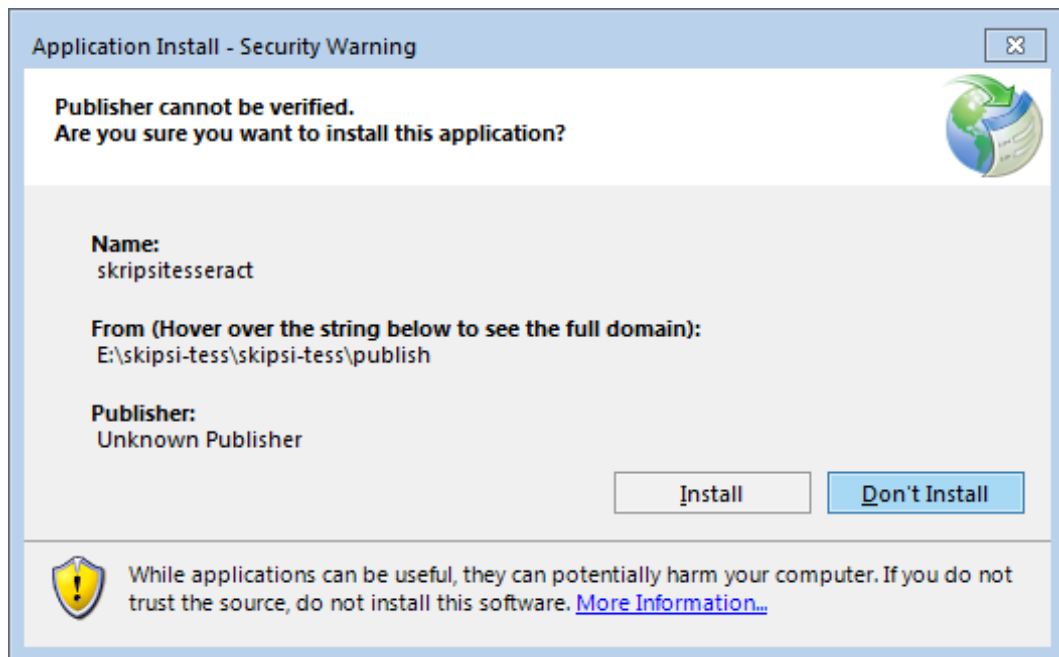 Application Install - Security Warning
Publisher cannot be verified.
Are you sure you want to install this application?
Name:
skripsitesseract
From (Hover over the string below to see the full domain):
E:\skipsi-tess\skipsi-tess\publish
Publisher:
Unknown Publisher
Install Don't Install
While applications can be useful, they can potentially harm your computer. If you do not
trust the source, do not install this software. More Information...